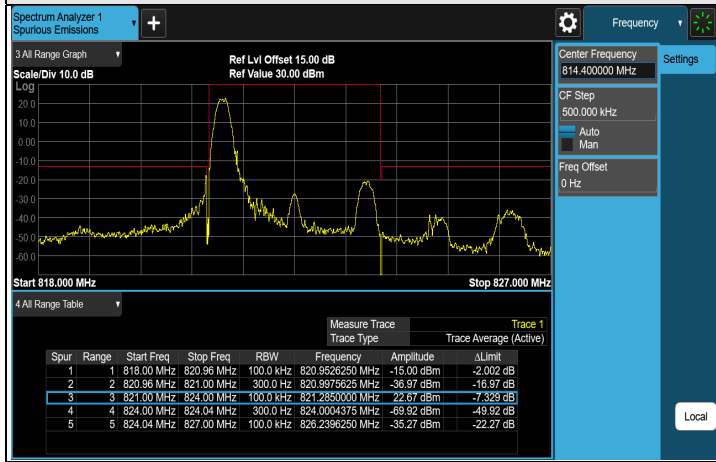 Spectrum Analyzer 1
Spurious Emissions
Frequency
3 All Range Graph
Ref Lvl Offset 15.00 dB
Scale/Div 10.0 dB
Ref Value 30.00 dBm
Log
20.0
10.0
0.00
-10.0
-20.0
-30.0
-40.0
-50.0
-60.0
Start 818.000 MHz
Stop 827.000 MHz
Center Frequency
814.400000 MHz
Settings
CF Step
500.000 kHz
Auto
Man
Freq Offset
0 Hz
4 All Range Table
Measure Trace Trace 1
Trace Type Trace Average (Active)
Spur Range Start Freq Stop Freq RBW Frequency Amplitude ΔLimit
1 1 818.00 MHz 820.96 MHz 100.0 kHz 820.9526250 MHz -15.00 dBm -2.002 dB
2 2 820.96 MHz 821.00 MHz 300.0 Hz 820.9975625 MHz -36.97 dBm -16.97 dB
3 3 821.00 MHz 824.00 MHz 100.0 kHz 821.2850000 MHz 22.67 dBm -7.329 dB
4 4 824.00 MHz 824.04 MHz 300.0 Hz 824.0004375 MHz -69.92 dBm -49.92 dB
5 5 824.04 MHz 827.00 MHz 100.0 kHz 826.2396250 MHz -35.27 dBm -22.27 dB
Local